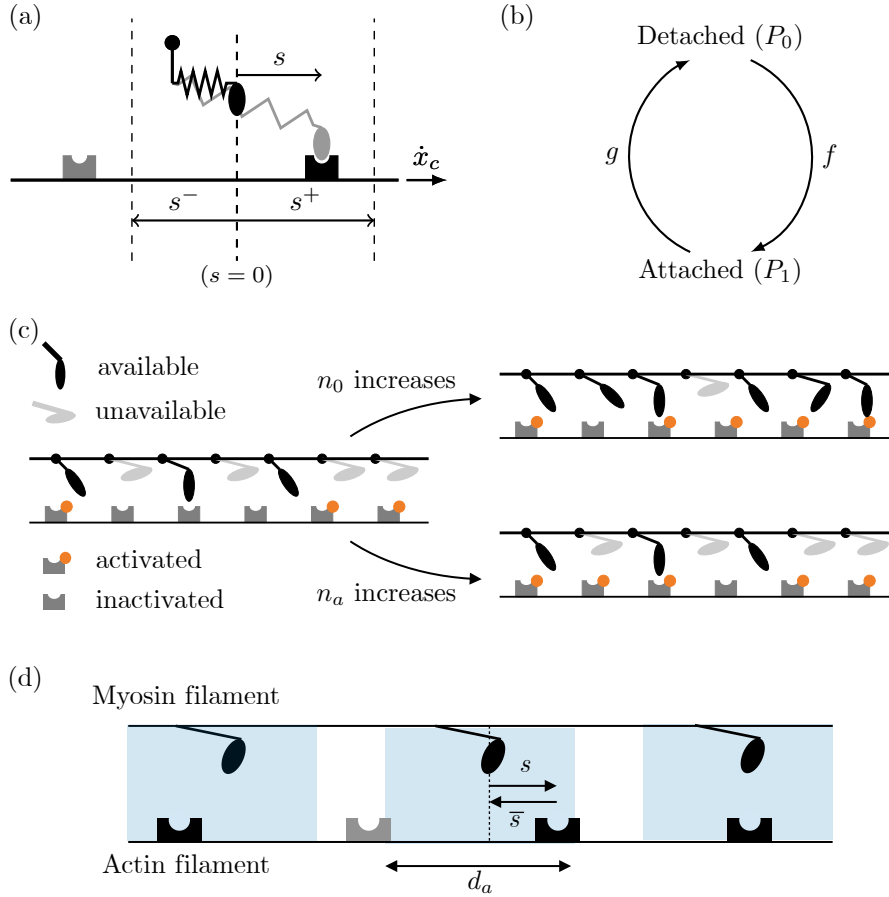 (a)
s
ẋ_c
s⁻
s⁺
(s = 0)
(b)
Detached (P₀)
g
f
Attached (P₁)
(c)
available
unavailable
n₀ increases
activated
inactivated
n_a increases
(d)
Myosin filament
s
s̅
Actin filament
d_a